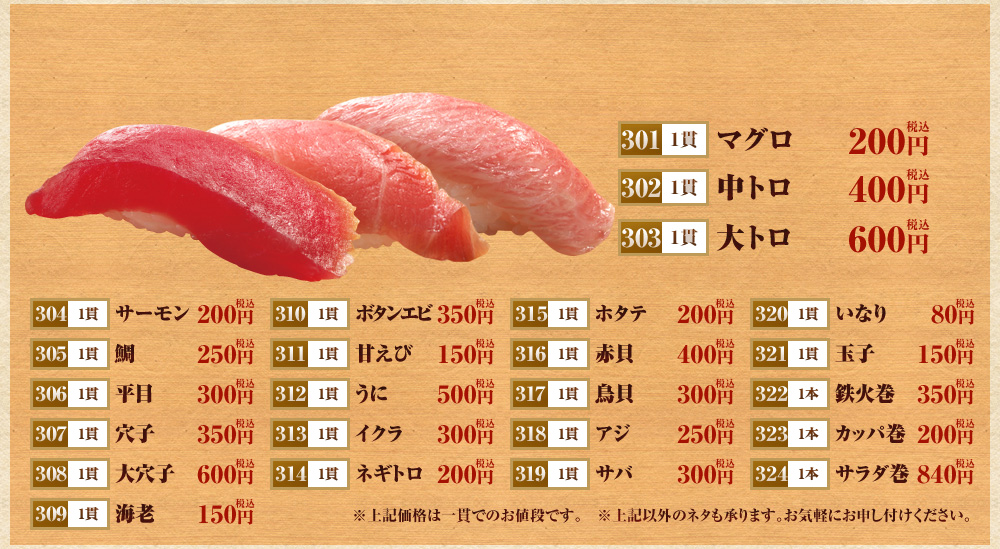 301 1貫 マグロ 200円 税込
302 1貫 中トロ 400円 税込
303 1貫 大トロ 600円 税込
304 1貫 サーモン 200円 税込
305 1貫 鯛 250円 税込
306 1貫 平目 300円 税込
307 1貫 穴子 350円 税込
308 1貫 大穴子 600円 税込
309 1貫 海老 150円 税込
310 1貫 ボタンエビ 350円 税込
311 1貫 甘えび 150円 税込
312 1貫 うに 500円 税込
313 1貫 イクラ 300円 税込
314 1貫 ネギトロ 200円 税込
315 1貫 ホタテ 200円 税込
316 1貫 赤貝 400円 税込
317 1貫 鳥貝 300円 税込
318 1貫 アジ 250円 税込
319 1貫 サバ 300円 税込
320 1貫 いなり 80円 税込
321 1貫 玉子 150円 税込
322 1本 鉄火巻 350円 税込
323 1本 カッパ巻 200円 税込
324 1本 サラダ巻 840円 税込
※上記価格は一貫でのお値段です。 ※上記以外のネタも承ります。お気軽にお申し付けください。